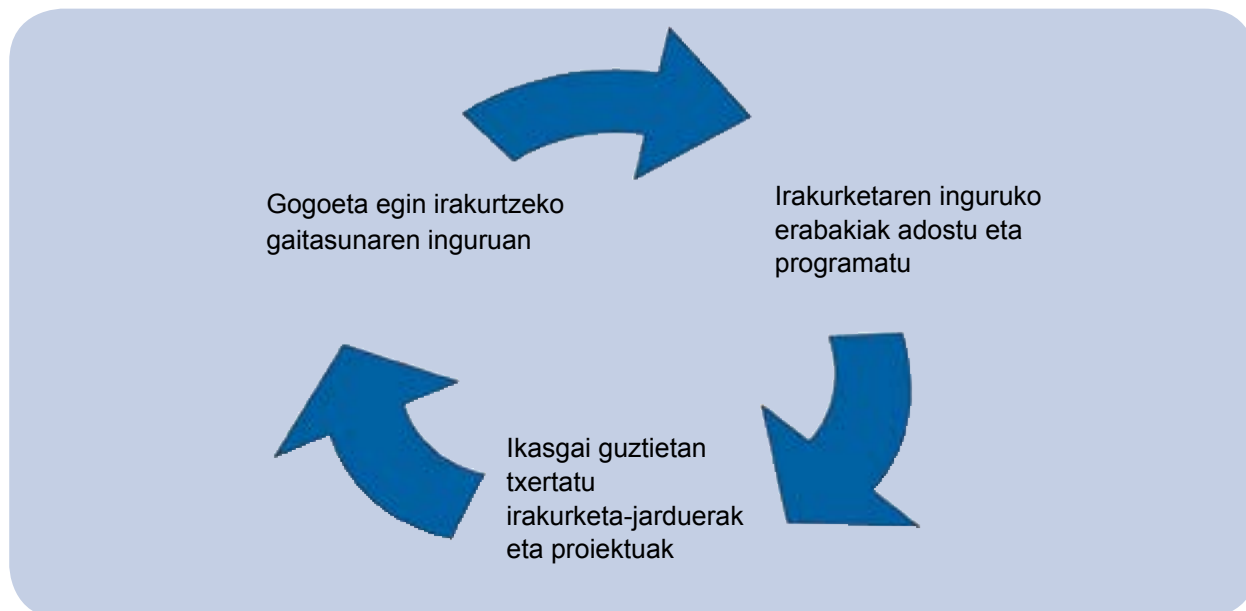 Gogoeta egin irakurtzeko
gaitasunaren inguruan
Irakurketaren inguruko
erabakiak adostu eta
programatu
Ikasgai guztietan
txertatu
irakurketa-jarduerak
eta proiektuak